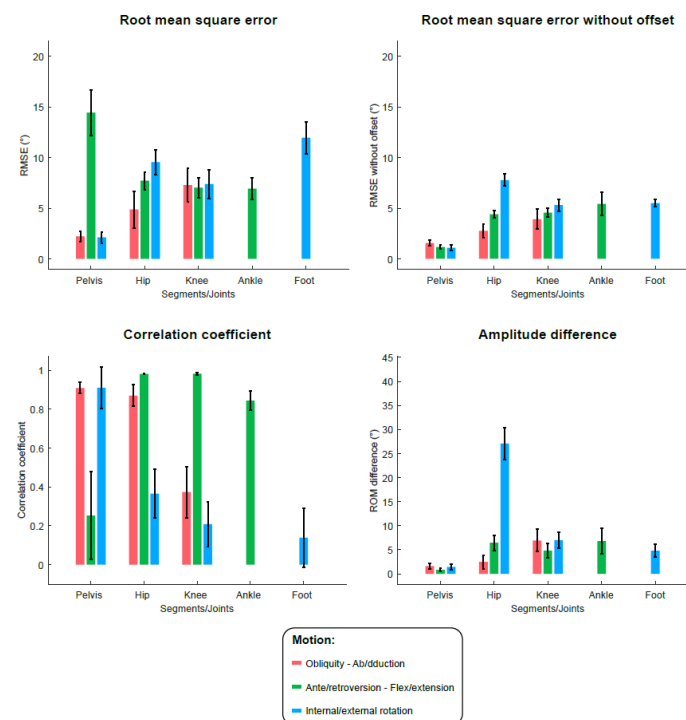 Root mean square error
20
15
10
5
0
RMSE (°)
Pelvis Hip Knee Ankle Foot
Segments/Joints
Root mean square error without offset
20
15
10
5
0
RMSE without offset (°)
Pelvis Hip Knee Ankle Foot
Segments/Joints
Correlation coefficient
1
0.8
0.6
0.4
0.2
0
Correlation coefficient
Pelvis Hip Knee Ankle Foot
Segments/Joints
Amplitude difference
45
40
35
30
25
20
15
10
5
0
ROM difference (°)
Pelvis Hip Knee Ankle Foot
Segments/Joints
Motion:
Obliquity - Ab/dduction
Ante/retroversion - Flex/extension
Internal/external rotation